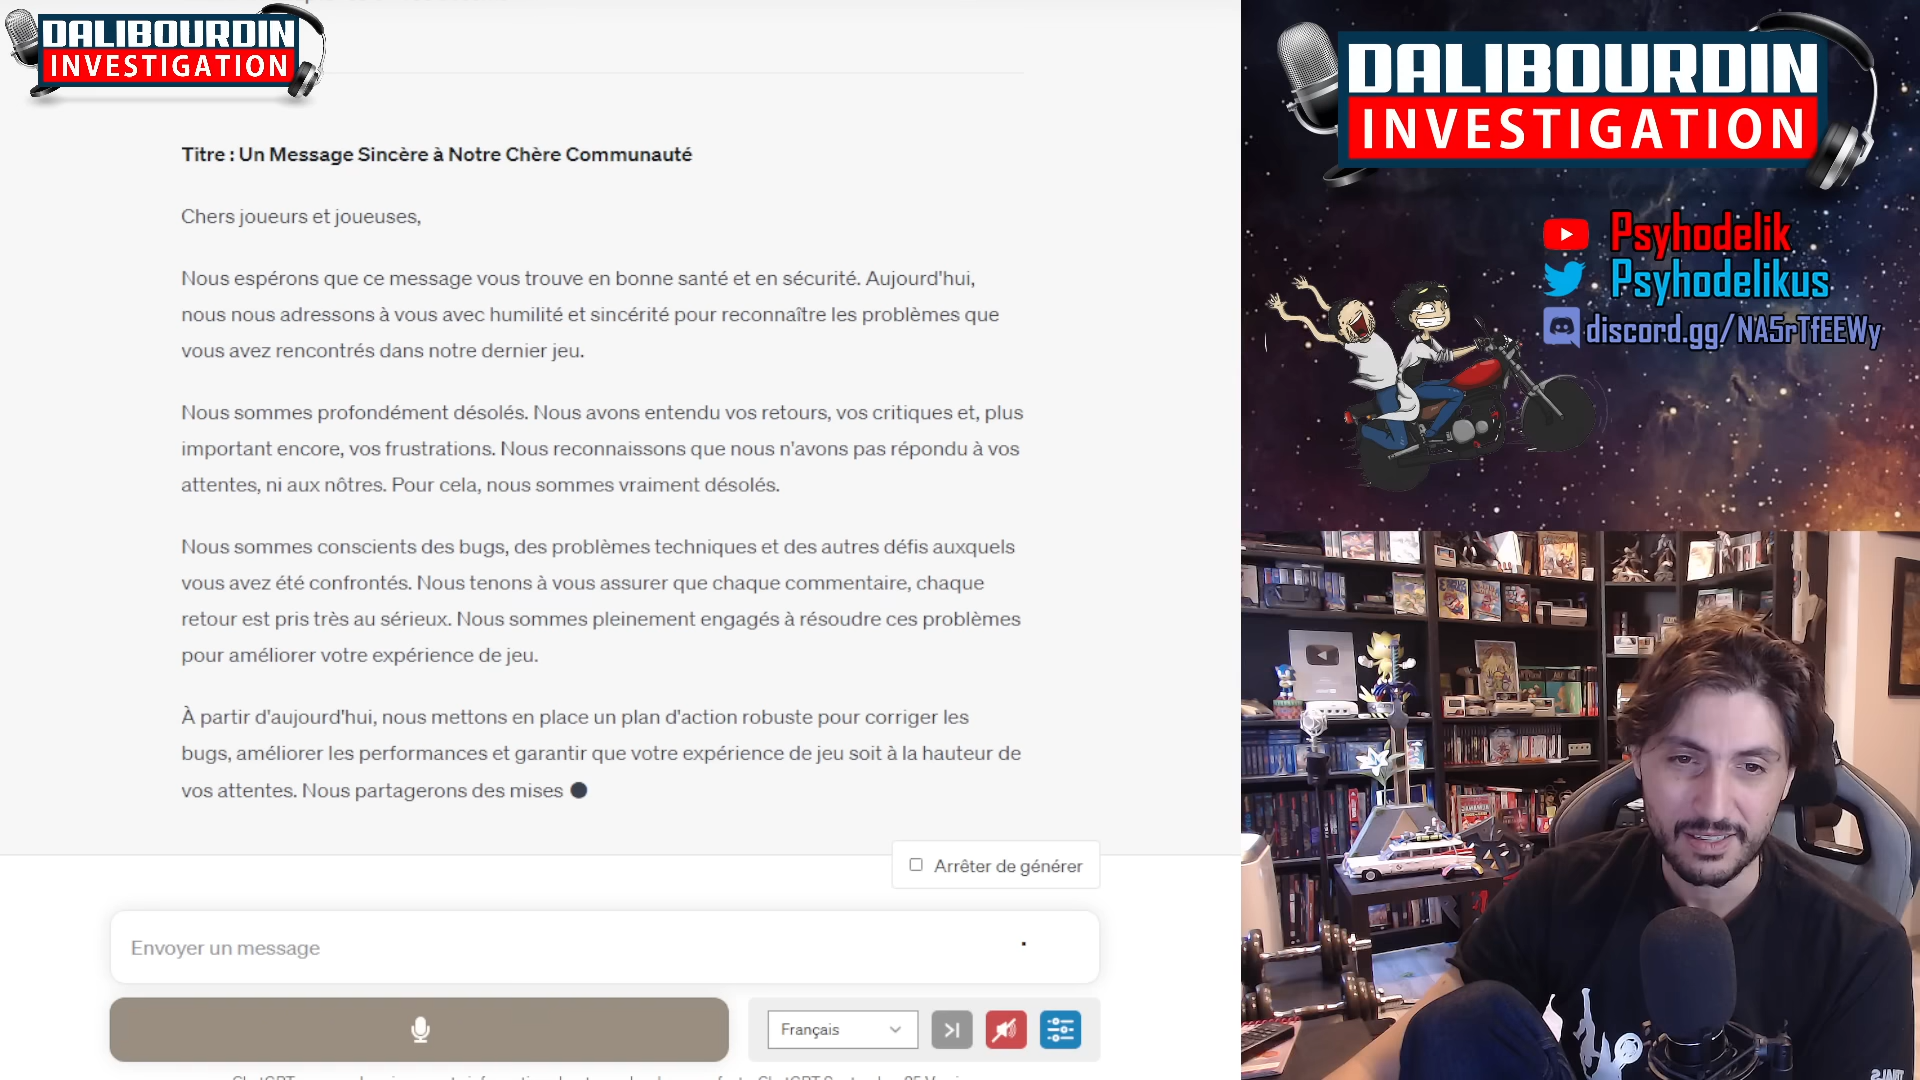 DALIBOURDIN
INVESTIGATION
Titre : Un Message Sincère à Notre Chère Communauté
Chers joueurs et joueuses,
Nous espérons que ce message vous trouve en bonne santé et en sécurité. Aujourd'hui,
nous nous adressons à vous avec humilité et sincérité pour reconnaître les problèmes que
vous avez rencontrés dans notre dernier jeu.
Nous sommes profondément désolés. Nous avons entendu vos retours, vos critiques et, plus
important encore, vos frustrations. Nous reconnaissons que nous n'avons pas répondu à vos
attentes, ni aux nôtres. Pour cela, nous sommes vraiment désolés.
Nous sommes conscients des bugs, des problèmes techniques et des autres défis auxquels
vous avez été confrontés. Nous tenons à vous assurer que chaque commentaire, chaque
retour est pris très au sérieux. Nous sommes pleinement engagés à résoudre ces problèmes
pour améliorer votre expérience de jeu.
À partir d'aujourd'hui, nous mettons en place un plan d'action robuste pour corriger les
bugs, améliorer les performances et garantir que votre expérience de jeu soit à la hauteur de
vos attentes. Nous partagerons des mises
Arrêter de générer
Envoyer un message
Français
DALIBOURDIN
INVESTIGATION
Psyhodelik
Psyhodelikus
discord.gg/NA5rTfEEWy